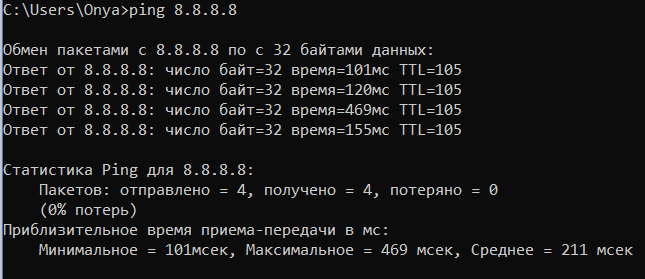 C:\Users\Onya>ping 8.8.8.8
Обмен пакетами с 8.8.8.8 по с 32 байтами данных:
Ответ от 8.8.8.8: число байт=32 время=101мс TTL=105
Ответ от 8.8.8.8: число байт=32 время=120мс TTL=105
Ответ от 8.8.8.8: число байт=32 время=469мс TTL=105
Ответ от 8.8.8.8: число байт=32 время=155мс TTL=105
Статистика Ping для 8.8.8.8:
Пакетов: отправлено = 4, получено = 4, потеряно = 0
(0% потерь)
Приблизительное время приема-передачи в мс:
Минимальное = 101мсек, Максимальное = 469 мсек, Среднее = 211 мсек